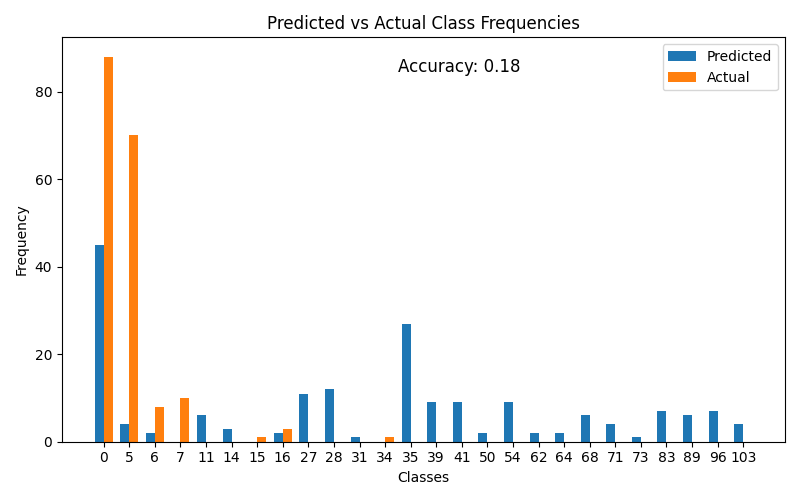 Predicted vs Actual Class Frequencies
Accuracy: 0.18
Predicted
Actual
Frequency
80
60
40
20
0
0 5 6 7 11 14 15 16 27 28 31 34 35 39 41 50 54 62 64 68 71 73 83 89 96 103
Classes